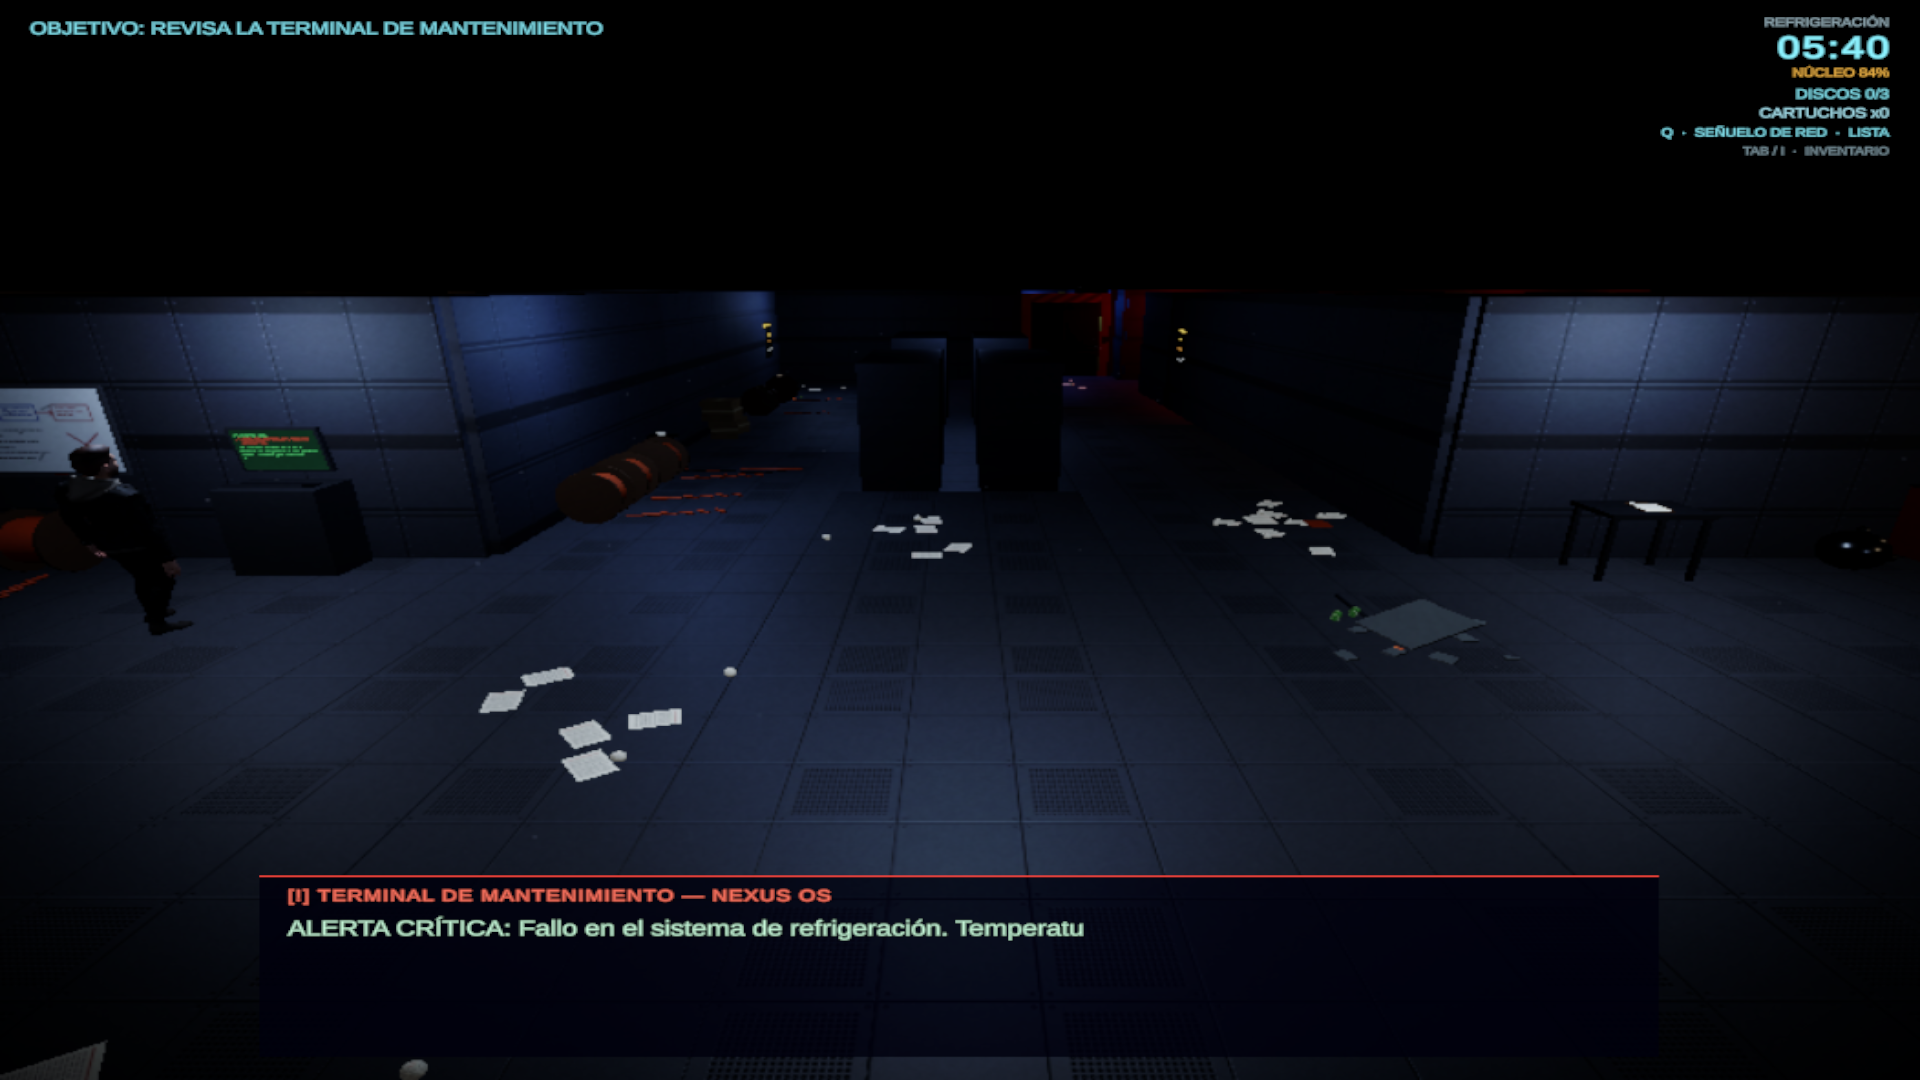 OBJETIVO: REVISA LA TERMINAL DE MANTENIMIENTO
REFRIGERACIÓN
05:40
NÚCLEO 84%
DISCOS 0/3
CARTUCHOS x0
Q · SEÑUELO DE RED · LISTA
TAB / I · INVENTARIO
[I] TERMINAL DE MANTENIMIENTO — NEXUS OS
ALERTA CRÍTICA: Fallo en el sistema de refrigeración. Temperatu